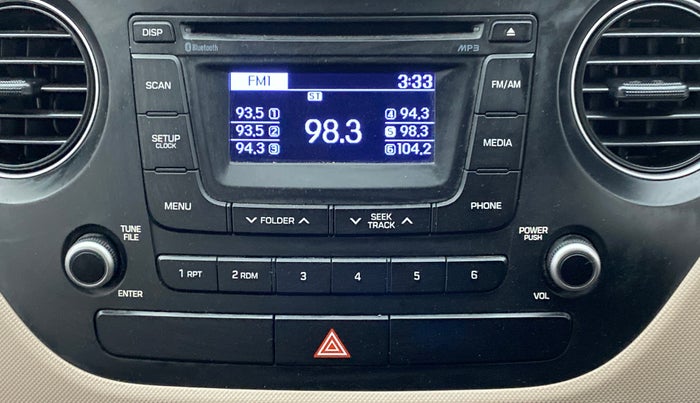 DISP
Bluetooth
MP3
SCAN
FM1
3:33
FM/AM
ST
93.5 1
4 94.3
93.5 2
98.3
5 98.3
94.3 3
6 104.2
SETUP
CLOCK
MEDIA
MENU
FOLDER
SEEK
TRACK
PHONE
TUNE
FILE
POWER
PUSH
1 RPT
2 RDM
3
4
5
6
ENTER
VOL